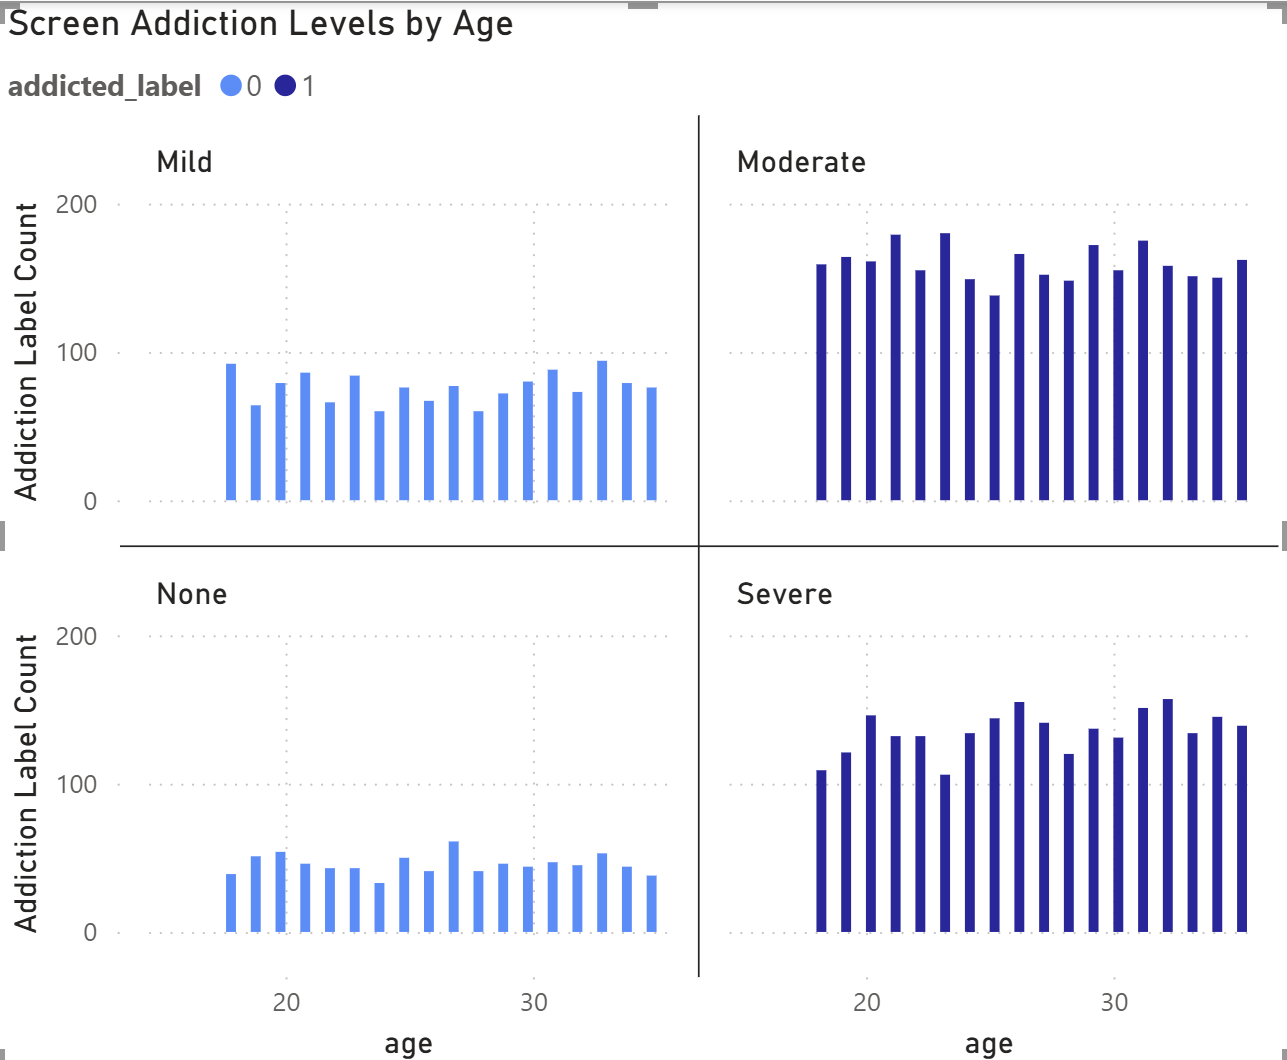 Screen Addiction Levels by Age
addicted_label 0 1
Mild
Moderate
Addiction Label Count
200
100
0
None
Severe
Addiction Label Count
200
100
0
20
30
20
30
age
age